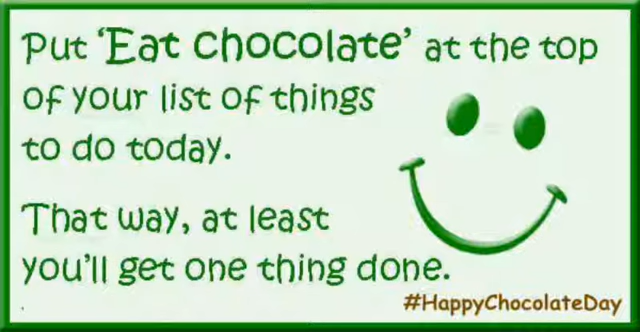 Put ‘Eat chocolate’ at the top
of your list of things
to do today.
That way, at least
you'll get one thing done.
#HappyChocolateDay